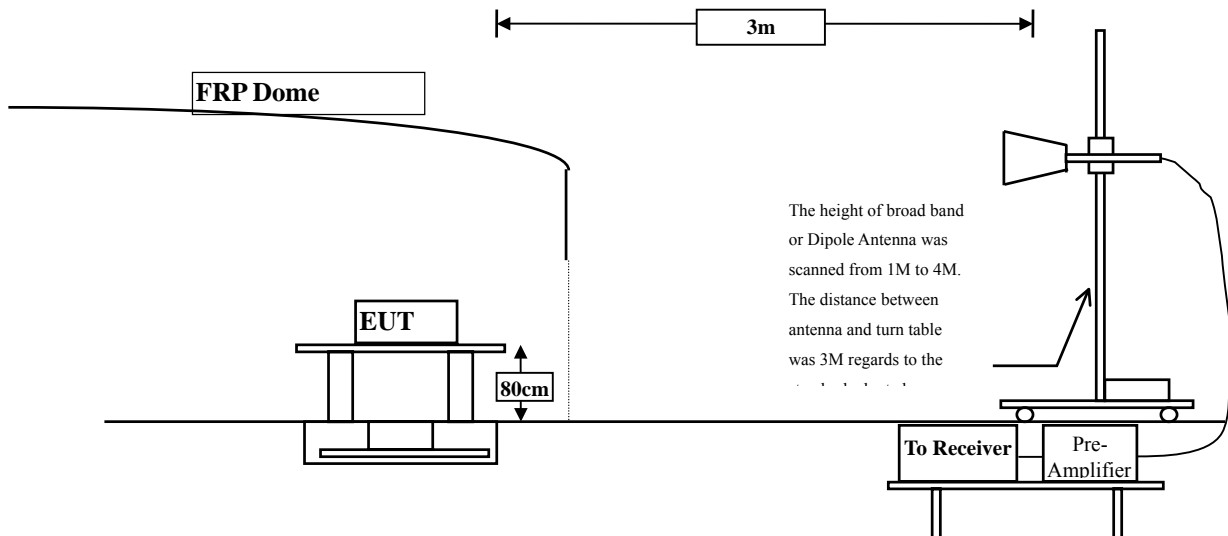 3m
FRP Dome
The height of broad band
or Dipole Antenna was
scanned from 1M to 4M.
The distance between
antenna and turn table
was 3M regards to the
EUT
80cm
To Receiver
Pre-
Amplifier